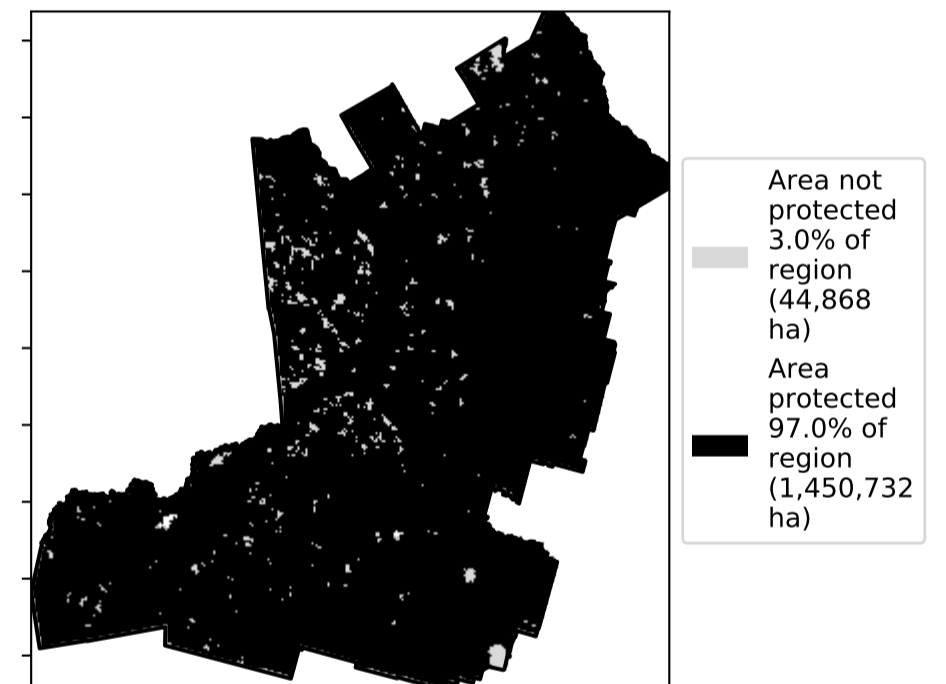 Area not
protected
3.0% of
region
(44,868
ha)
Area
protected
97.0% of
region
(1,450,732
ha)